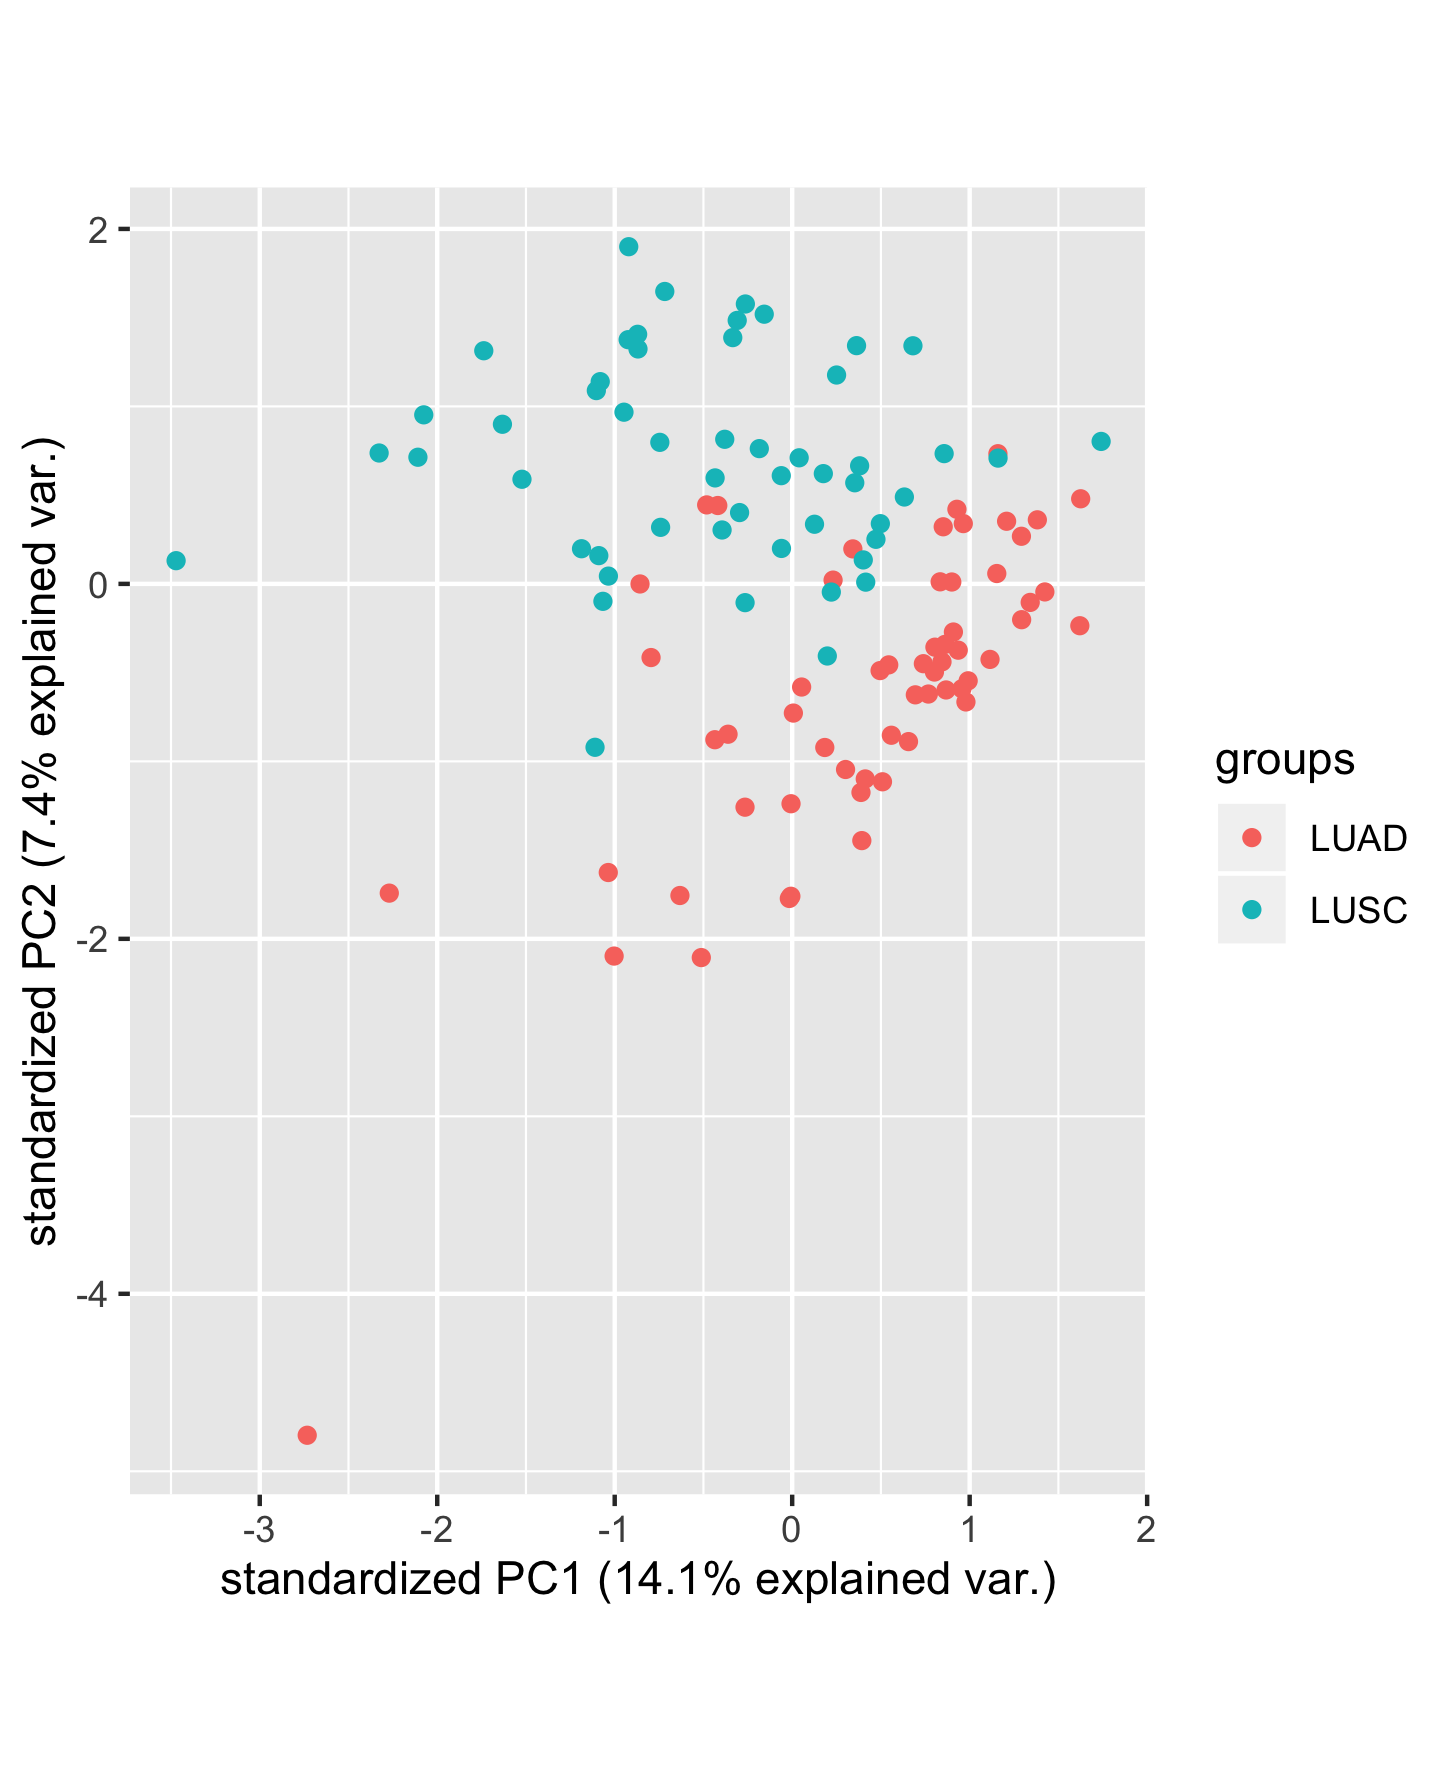 2
0
-2
-4
standardized PC2 (7.4% explained var.)
-3 -2 -1 0 1 2
standardized PC1 (14.1% explained var.)
groups
LUAD
LUSC